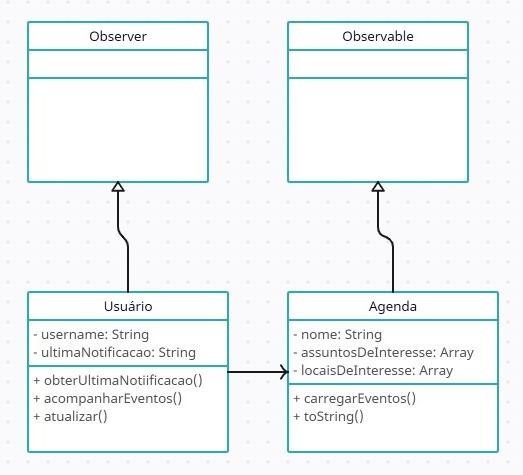 Observer
Observable
Usuário
- username: String
- ultimaNotificacao: String
+ obterUltimaNotiificacao()
+ acompanharEventos()
+ atualizar()
Agenda
- nome: String
- assuntosDeInteresse: Array
- locaisDeInteresse: Array
+ carregarEventos()
+ toString()